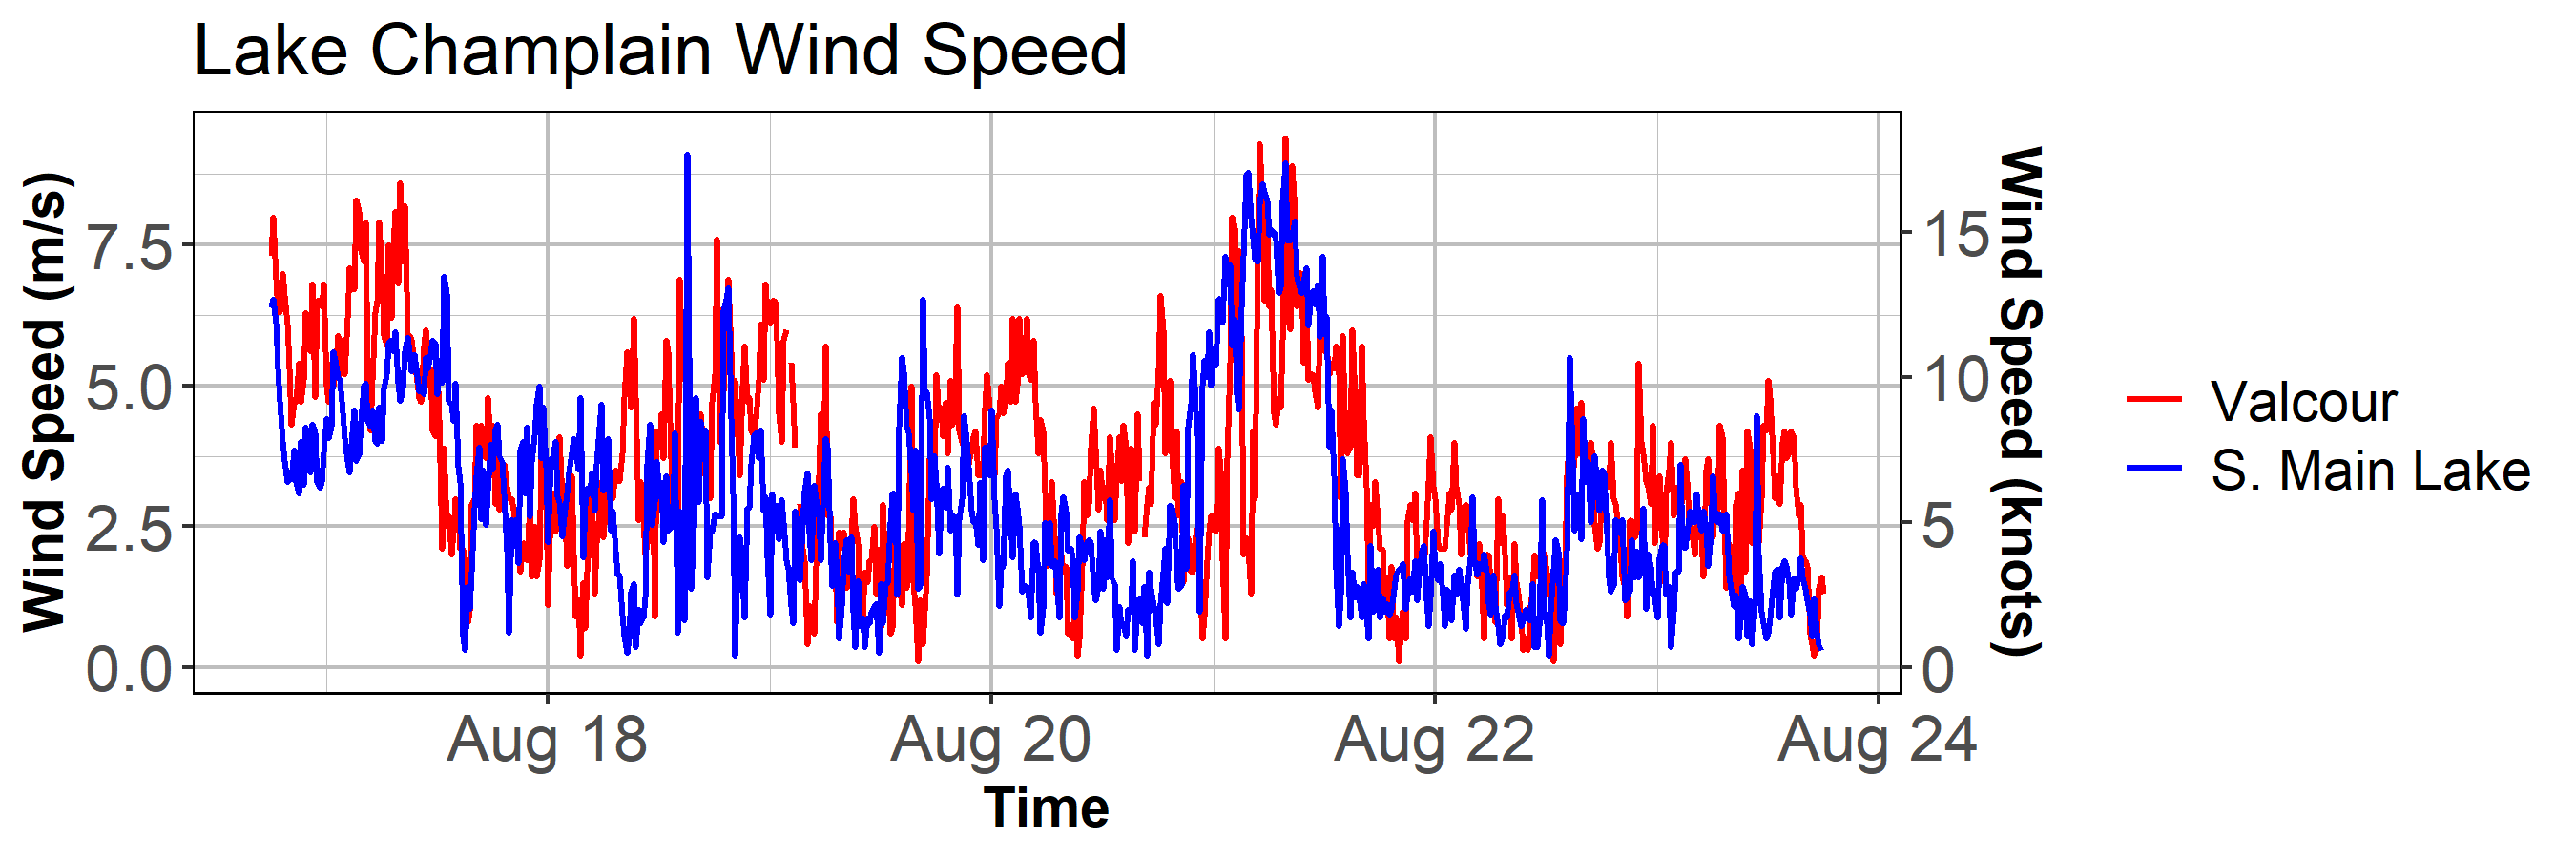 Lake Champlain Wind Speed
Wind Speed (m/s)
7.5
5.0
2.5
0.0
15
10
5
0
Wind Speed (knots)
Aug 18
Aug 20
Aug 22
Aug 24
Time
Valcour
S. Main Lake